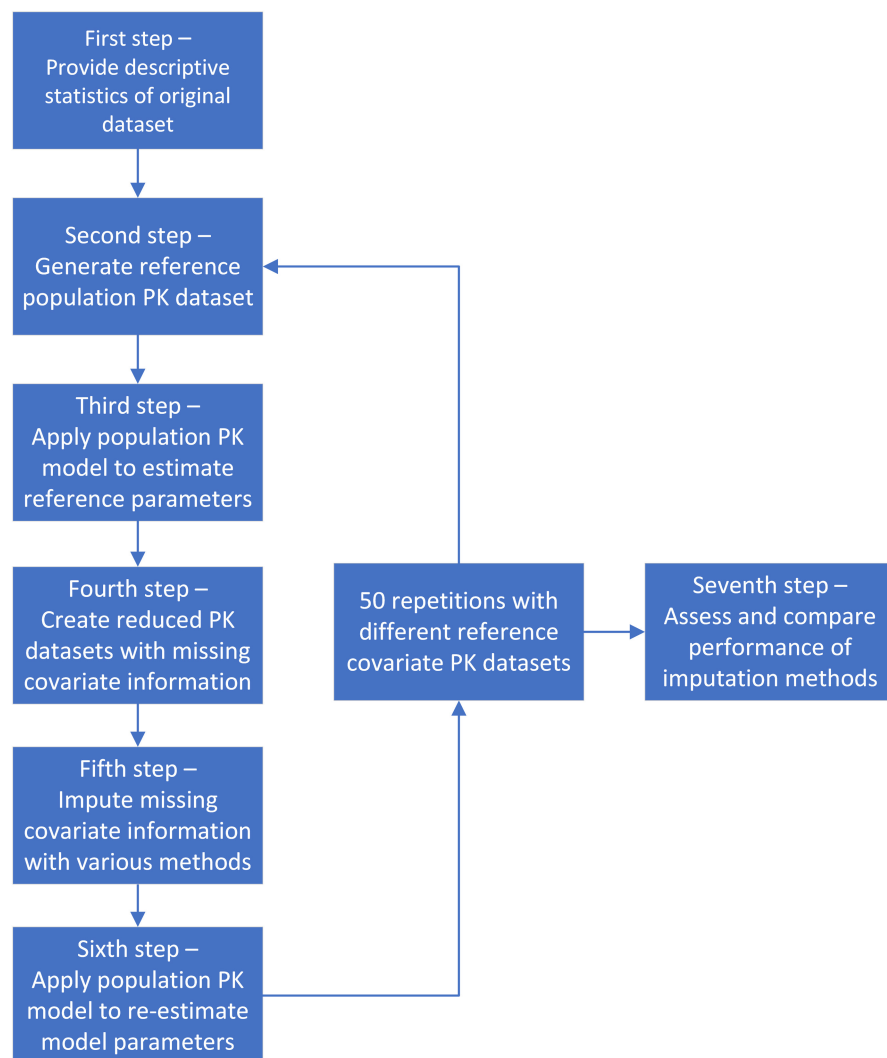 First step –
Provide descriptive
statistics of original
dataset
Second step –
Generate reference
population PK dataset
Third step –
Apply population PK
model to estimate
reference parameters
Fourth step –
Create reduced PK
datasets with missing
covariate information
Fifth step –
Impute missing
covariate information
with various methods
Sixth step –
Apply population PK
model to re-estimate
model parameters
50 repetitions with
different reference
covariate PK datasets
Seventh step –
Assess and compare
performance of
imputation methods